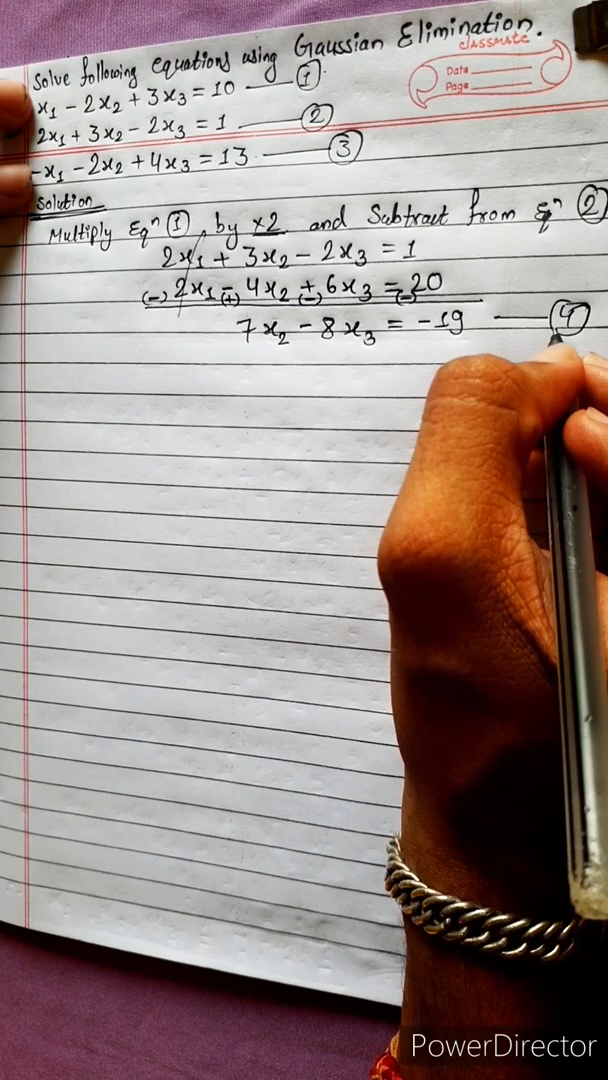 Solve following equations using Gaussian Elimination.
classmate
Date
Page
x₁ - 2x₂ + 3x₃ = 10 —— ①
2x₁ + 3x₂ - 2x₃ = 1 —— ②
-x₁ - 2x₂ + 4x₃ = 13 —— ③
Solution
Multiply Eqⁿ ① by ×2 and Subtract from Eqⁿ ②
2x₁ + 3x₂ - 2x₃ = 1
(-) 2x₁ - (+) 4x₂ + (-) 6x₃ = (-) 20
7x₂ - 8x₃ = -19 —— ④
PowerDirector